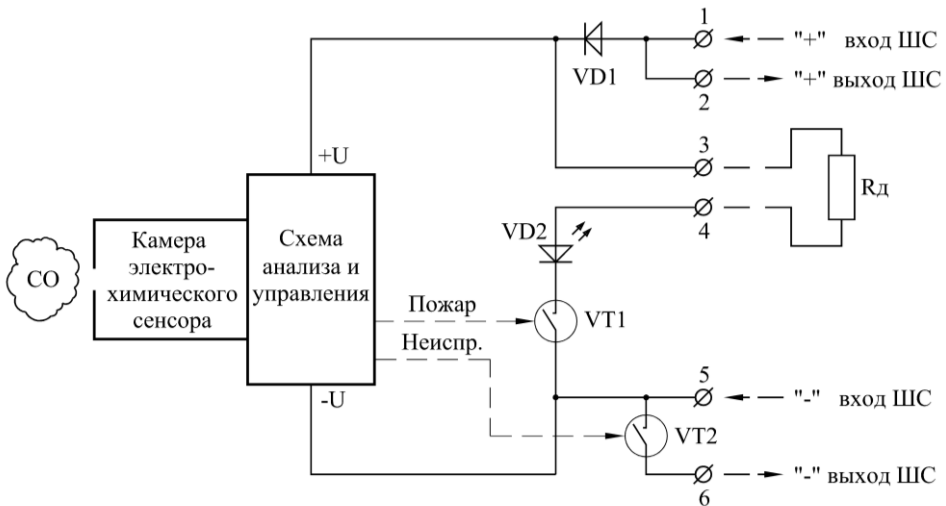 1
"+" вход ШС
VD1
"+" выход ШС
2
3
+U
Rд
4
Камера
электро-
химического
сенсора
Схема
анализа и
управления
VD2
CO
Пожар
VT1
Неиспр.
-U
5
"-" вход ШС
VT2
"-" выход ШС
6